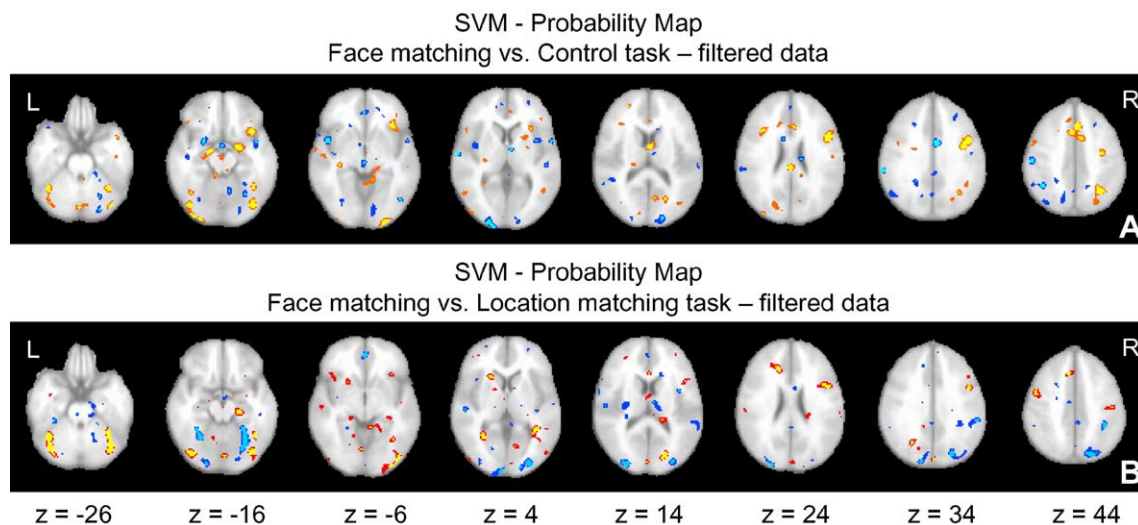 SVM - Probability Map
Face matching vs. Control task – filtered data
L
R
A
SVM - Probability Map
Face matching vs. Location matching task – filtered data
L
R
B
z = -26 z = -16 z = -6 z = 4 z = 14 z = 24 z = 34 z = 44